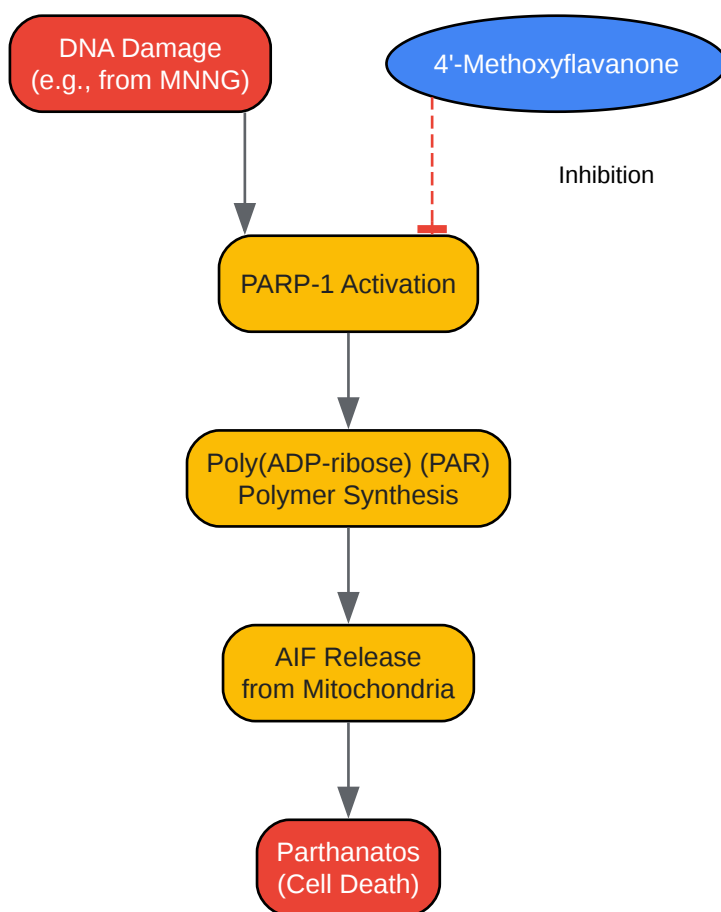 DNA Damage
(e.g., from MNNG)
4'-Methoxyflavanone
Inhibition
PARP-1 Activation
Poly(ADP-ribose) (PAR)
Polymer Synthesis
AIF Release
from Mitochondria
Parthanatos
(Cell Death)